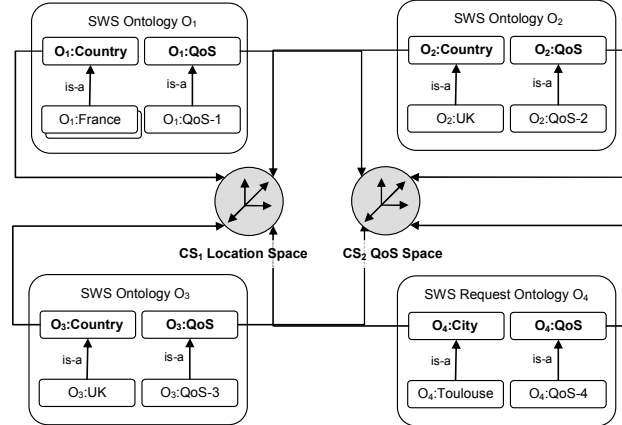 SWS Ontology O₁
O₁:Country O₁:QoS
is-a is-a
O₁:France O₁:QoS-1
SWS Ontology O₂
O₂:Country O₂:QoS
is-a is-a
O₂:UK O₂:QoS-2
CS₁ Location Space CS₂ QoS Space
SWS Ontology O₃
O₃:Country O₃:QoS
is-a is-a
O₃:UK O₃:QoS-3
SWS Request Ontology O₄
O₄:City O₄:QoS
is-a is-a
O₄:Toulouse O₄:QoS-4